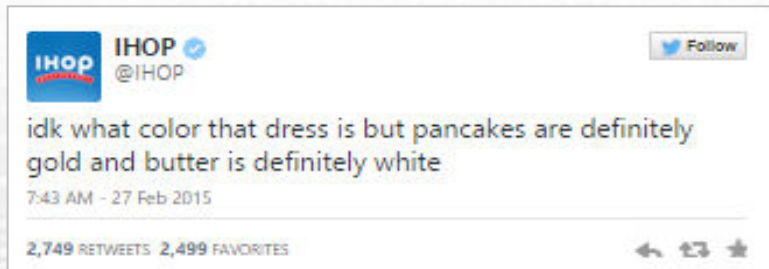 IHOP
IHOP
@IHOP
Follow
idk what color that dress is but pancakes are definitely
gold and butter is definitely white
7:43 AM - 27 Feb 2015
2,749 RETWEETS 2,499 FAVORITES